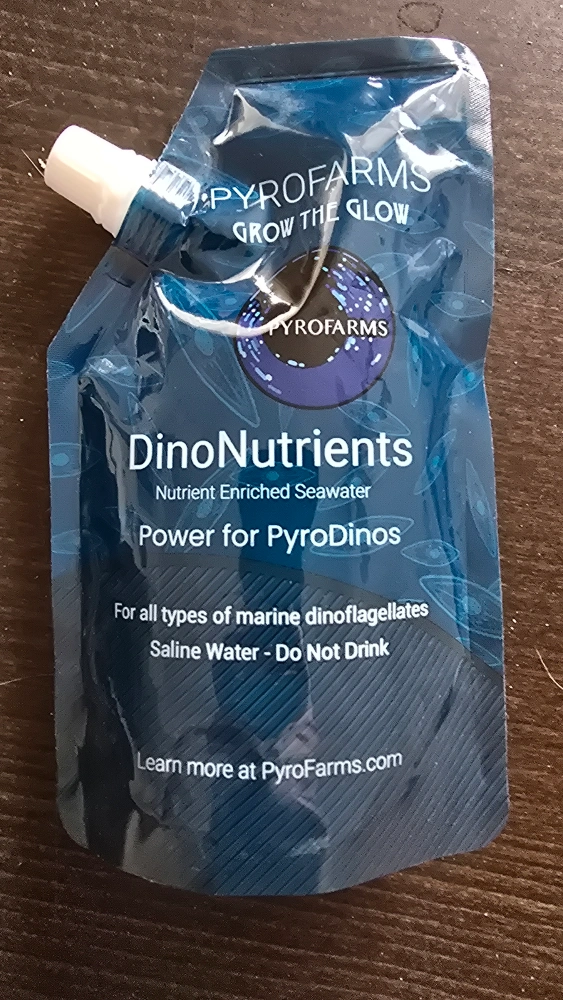 PYROFARMS
GROW THE GLOW
PYROFARMS
DinoNutrients
Nutrient Enriched Seawater
Power for PyroDinos
For all types of marine dinoflagellates
Saline Water - Do Not Drink
Learn more at PyroFarms.com